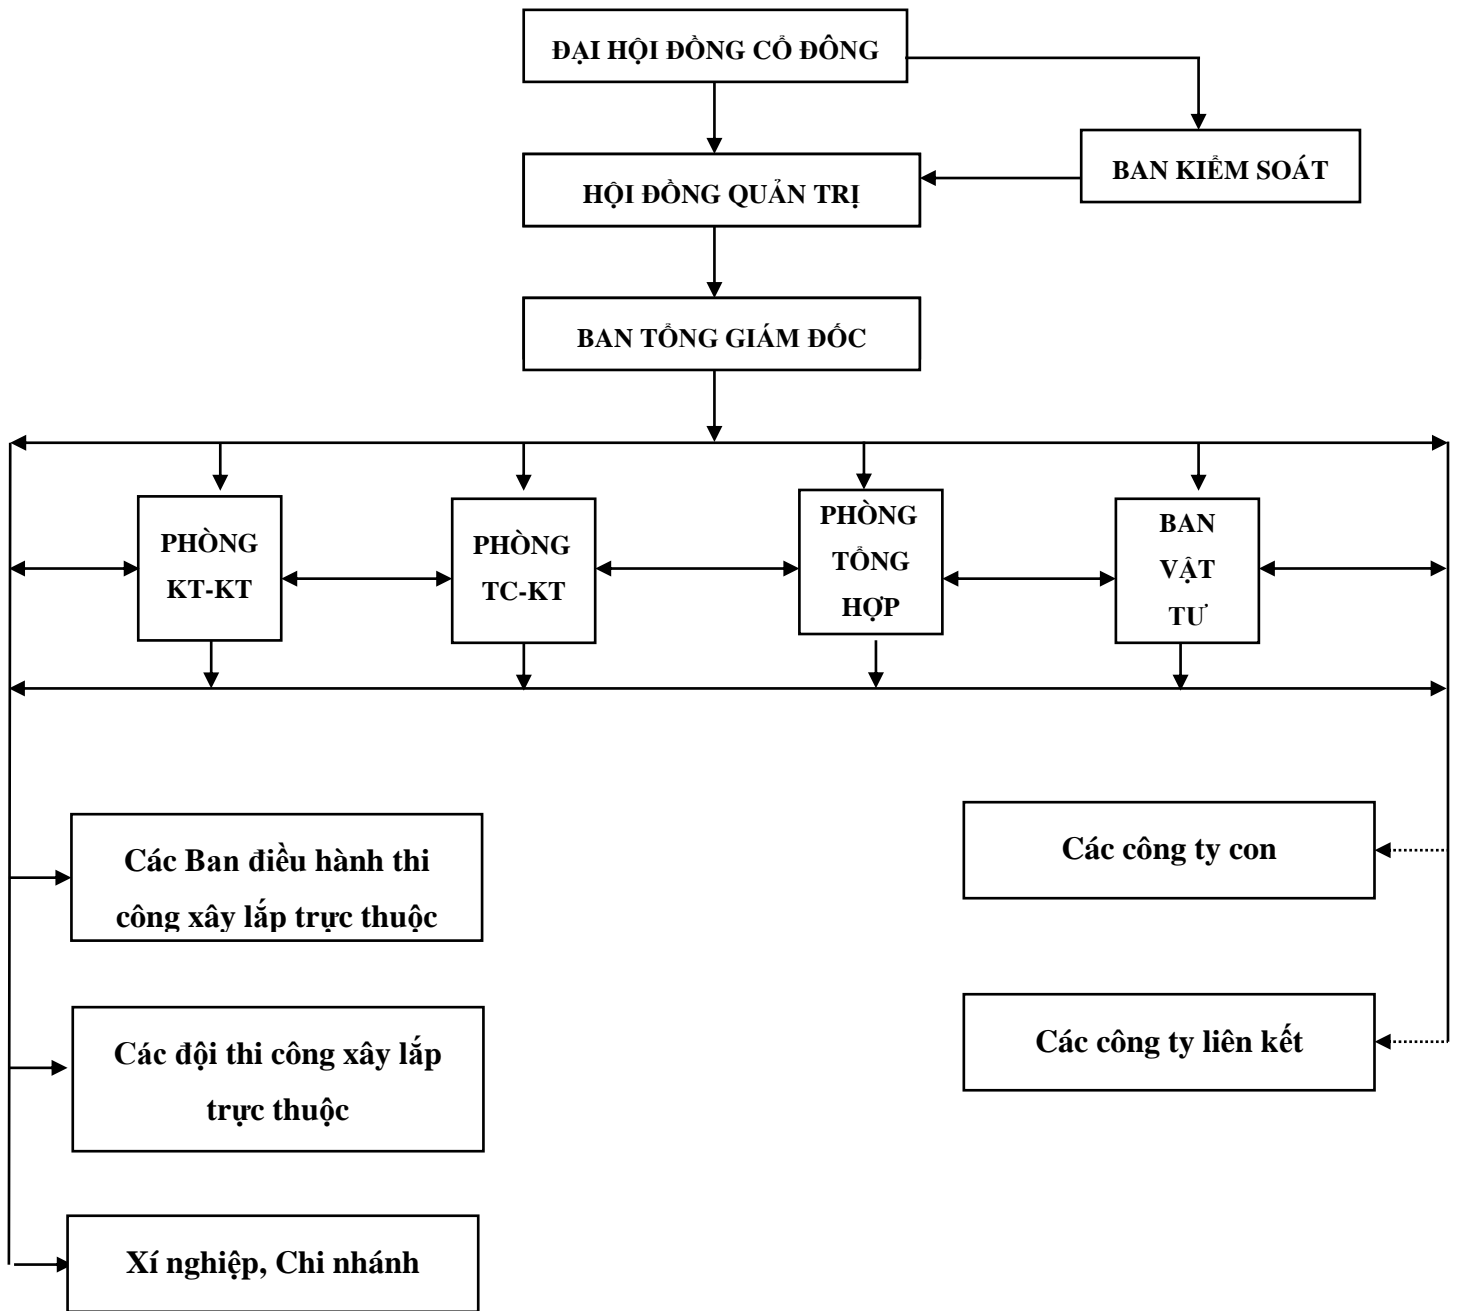 ĐẠI HỘI ĐỒNG CỔ ĐÔNG
BAN KIỂM SOÁT
HỘI ĐỒNG QUẢN TRỊ
BAN TỔNG GIÁM ĐỐC
PHÒNG
KT-KT
PHÒNG
TC-KT
PHÒNG
TỔNG
HỢP
BAN
VẬT
TƯ
Các Ban điều hành thi
công xây lắp trực thuộc
Các công ty con
Các đội thi công xây lắp
trực thuộc
Các công ty liên kết
Xí nghiệp, Chi nhánh